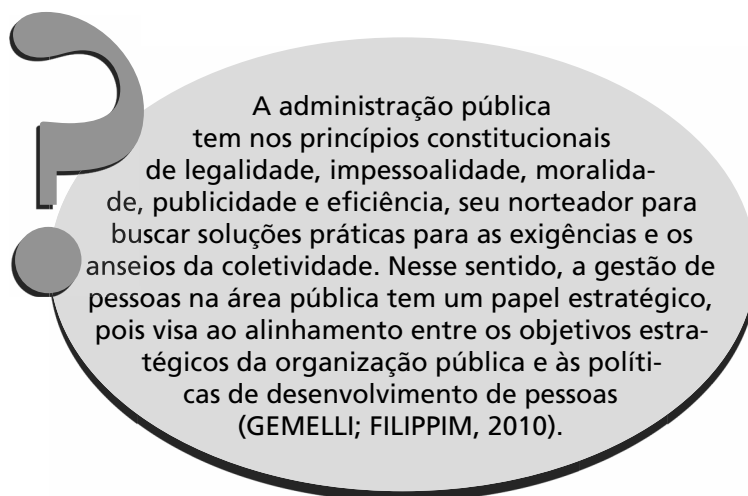 A administração pública
tem nos princípios constitucionais
de legalidade, impessoalidade, moralida-
de, publicidade e eficiência, seu norteador para
buscar soluções práticas para as exigências e os
anseios da coletividade. Nesse sentido, a gestão de
pessoas na área pública tem um papel estratégico,
pois visa ao alinhamento entre os objetivos estra-
tégicos da organização pública e às políti-
cas de desenvolvimento de pessoas
(GEMELLI; FILIPPIM, 2010).